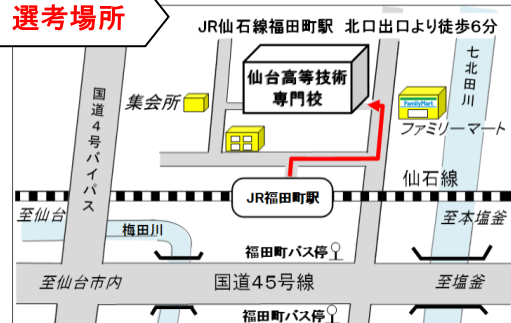 選考場所
JR仙石線福田町駅 北口出口より徒歩6分
仙台高等技術
専門校
集会所
国道4号バイパス
七北田川
FamilyMart
ファミリーマート
仙石線
JR福田町駅
至仙台
至本塩釜
梅田川
福田町バス停
至仙台市内
国道45号線
至塩釜
福田町バス停